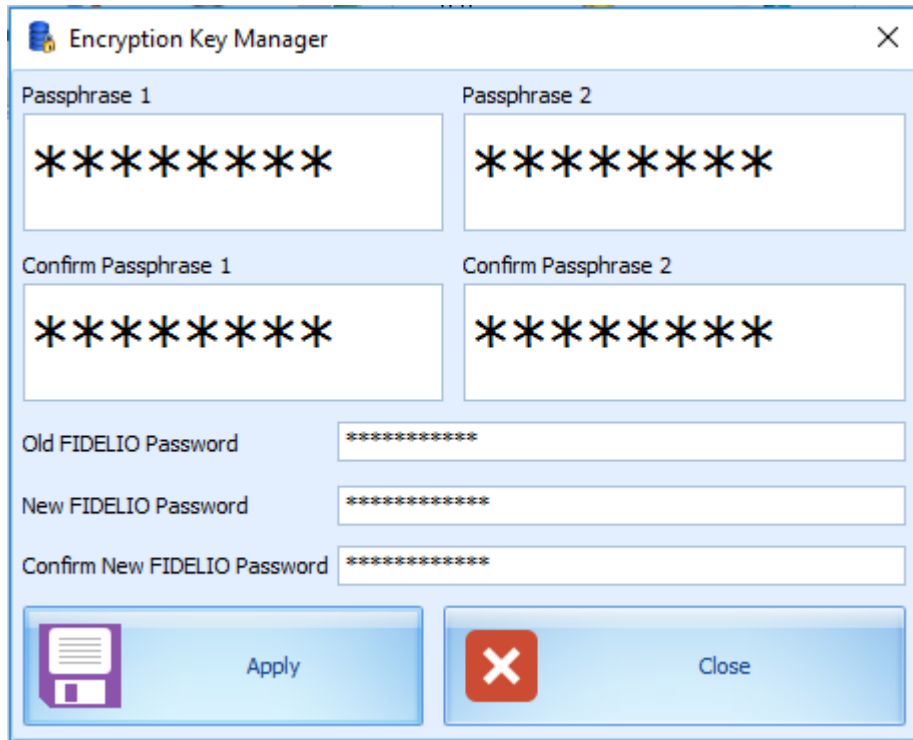 Encryption Key Manager
Passphrase 1 Passphrase 2
******** ********
Confirm Passphrase 1 Confirm Passphrase 2
******** ********
Old FIDELIO Password ***********
New FIDELIO Password ************
Confirm New FIDELIO Password ************
Apply Close